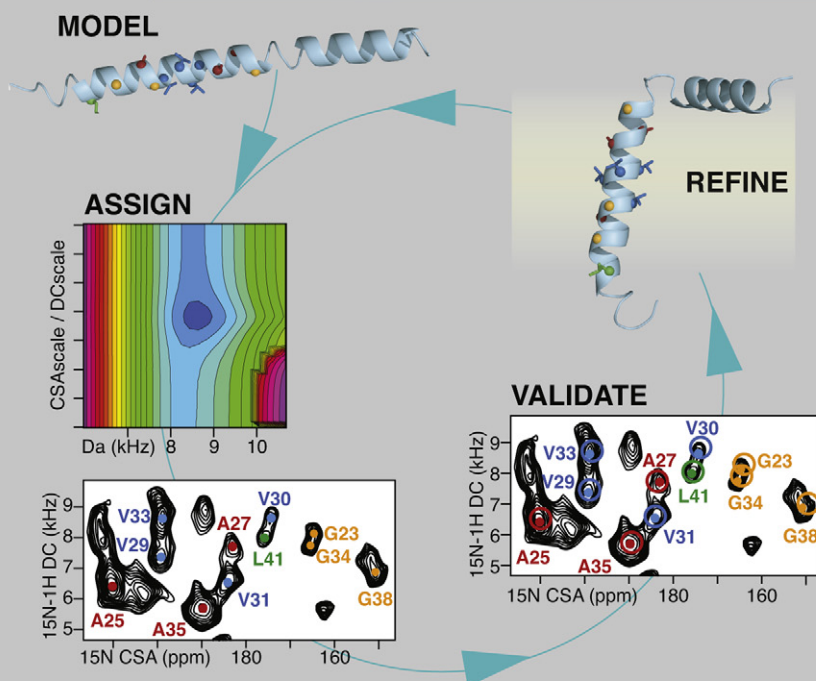 MODEL
REFINE
ASSIGN
CSAscale / DCscale
Da (kHz) 8 9 10
15N-1H DC (kHz)
9
8
7
6
5
V33
V29
A25
A35
A27
V31
V30
L41
G23
G34
G38
15N CSA (ppm) 180 160
VALIDATE
15N-1H DC (kHz)
9
8
7
6
5
V33
V29
A25
A35
A27
V31
V30
L41
G23
G34
G38
15N CSA (ppm) 180 160